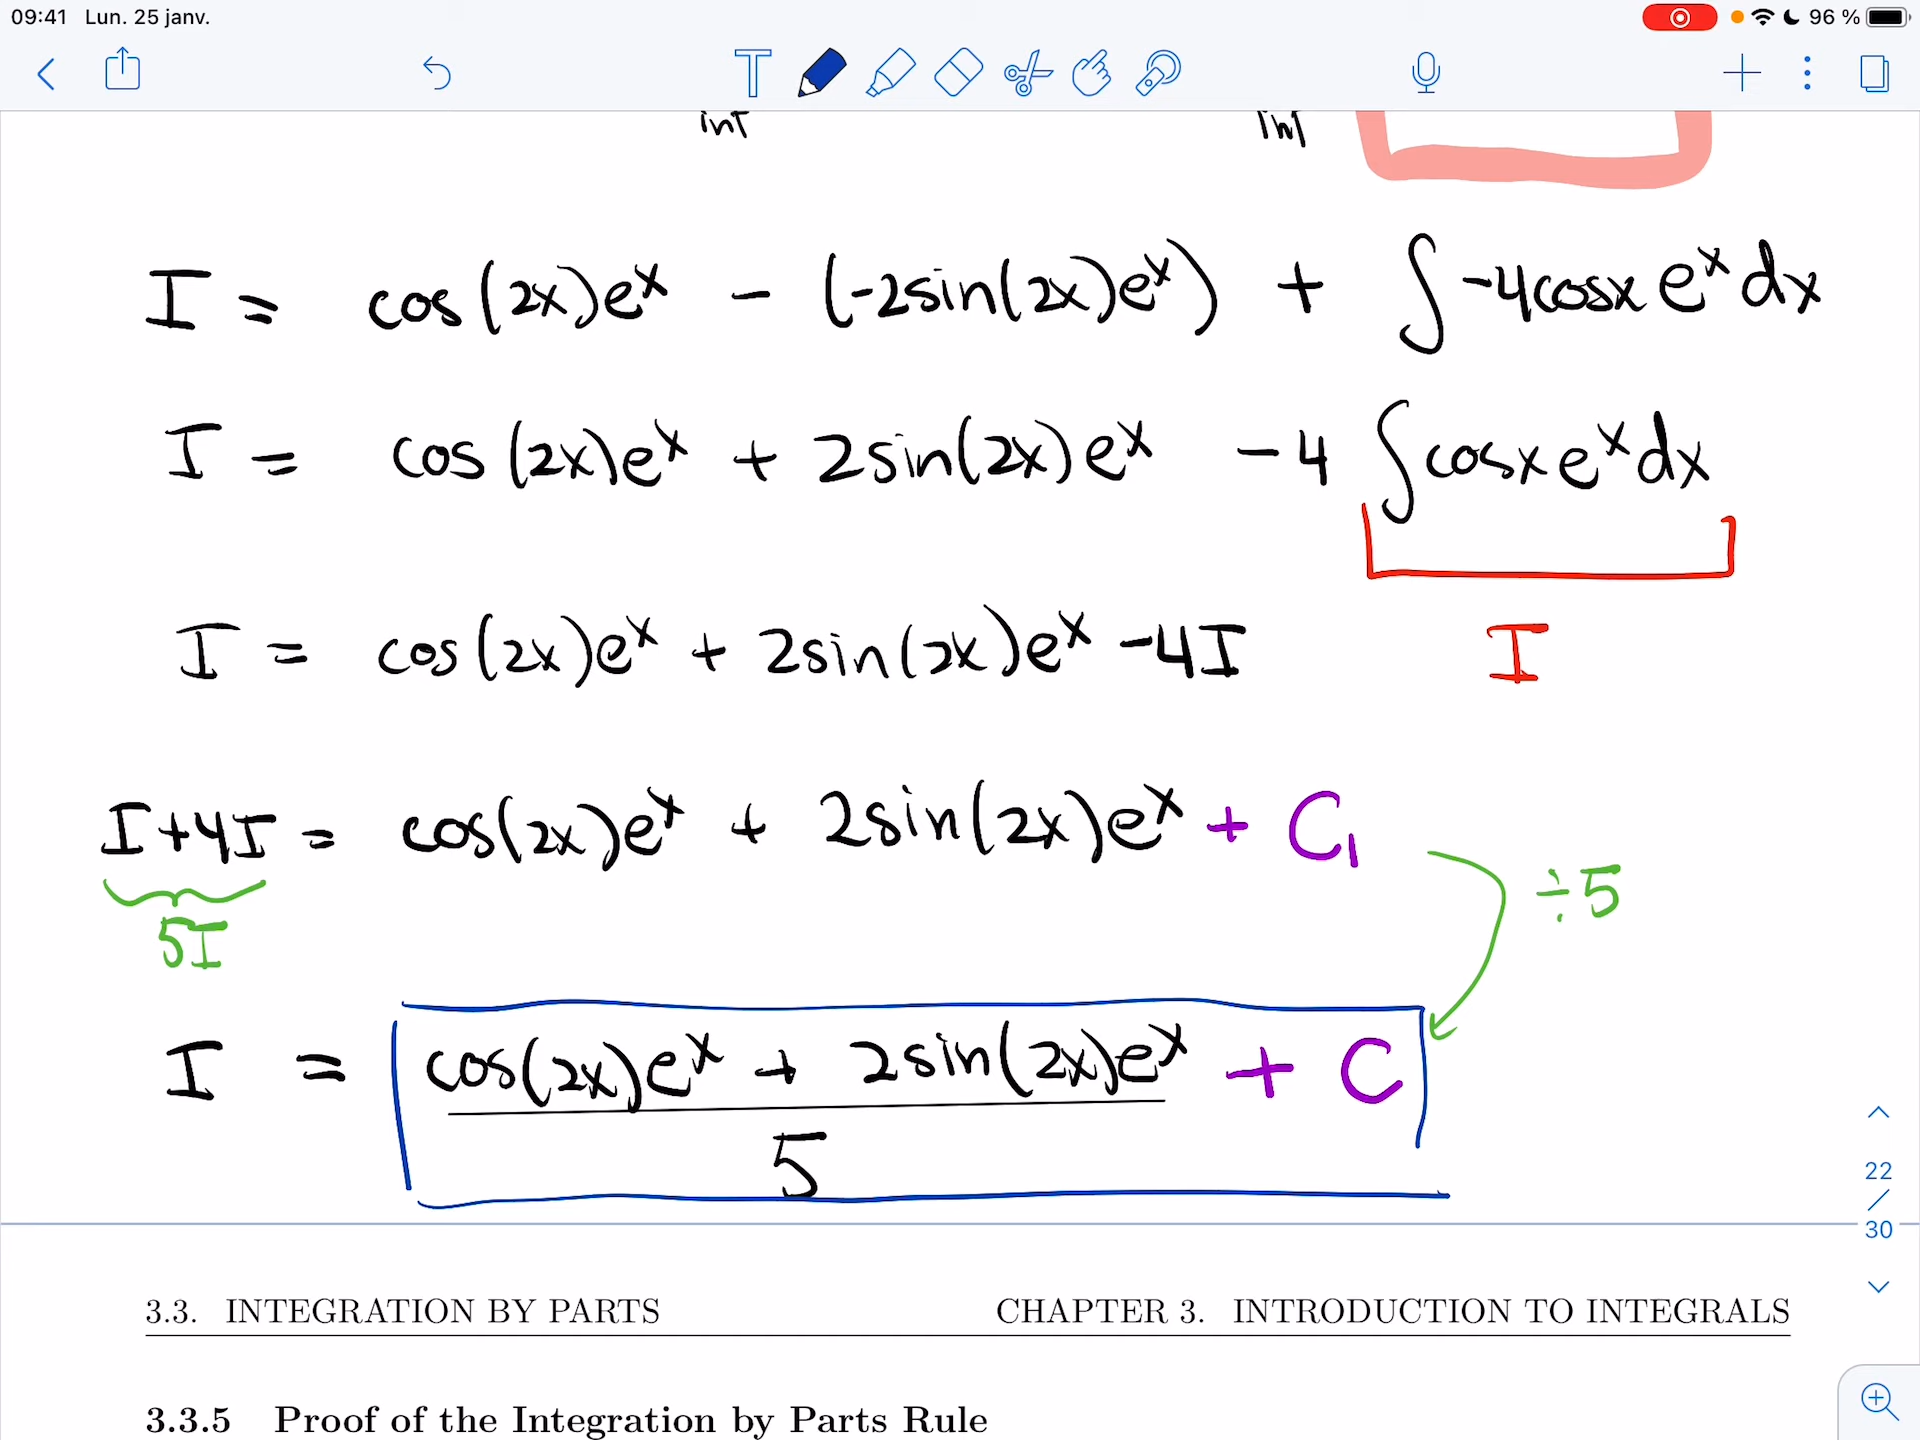 09:41 Lun. 25 janv. 96 %
T
int int
I = cos(2x)eˣ - (-2sin(2x)eˣ) + ∫-4cosx eˣ dx
I = cos(2x)eˣ + 2sin(2x)eˣ -4 ∫cosx eˣ dx
I = cos(2x)eˣ + 2sin(2x)eˣ -4I I
I+4I = cos(2x)eˣ + 2sin(2x)eˣ + C₁
÷5
5I
I = cos(2x)eˣ + 2sin(2x)eˣ + C
5
22
/
30
3.3. INTEGRATION BY PARTS CHAPTER 3. INTRODUCTION TO INTEGRALS
3.3.5 Proof of the Integration by Parts Rule